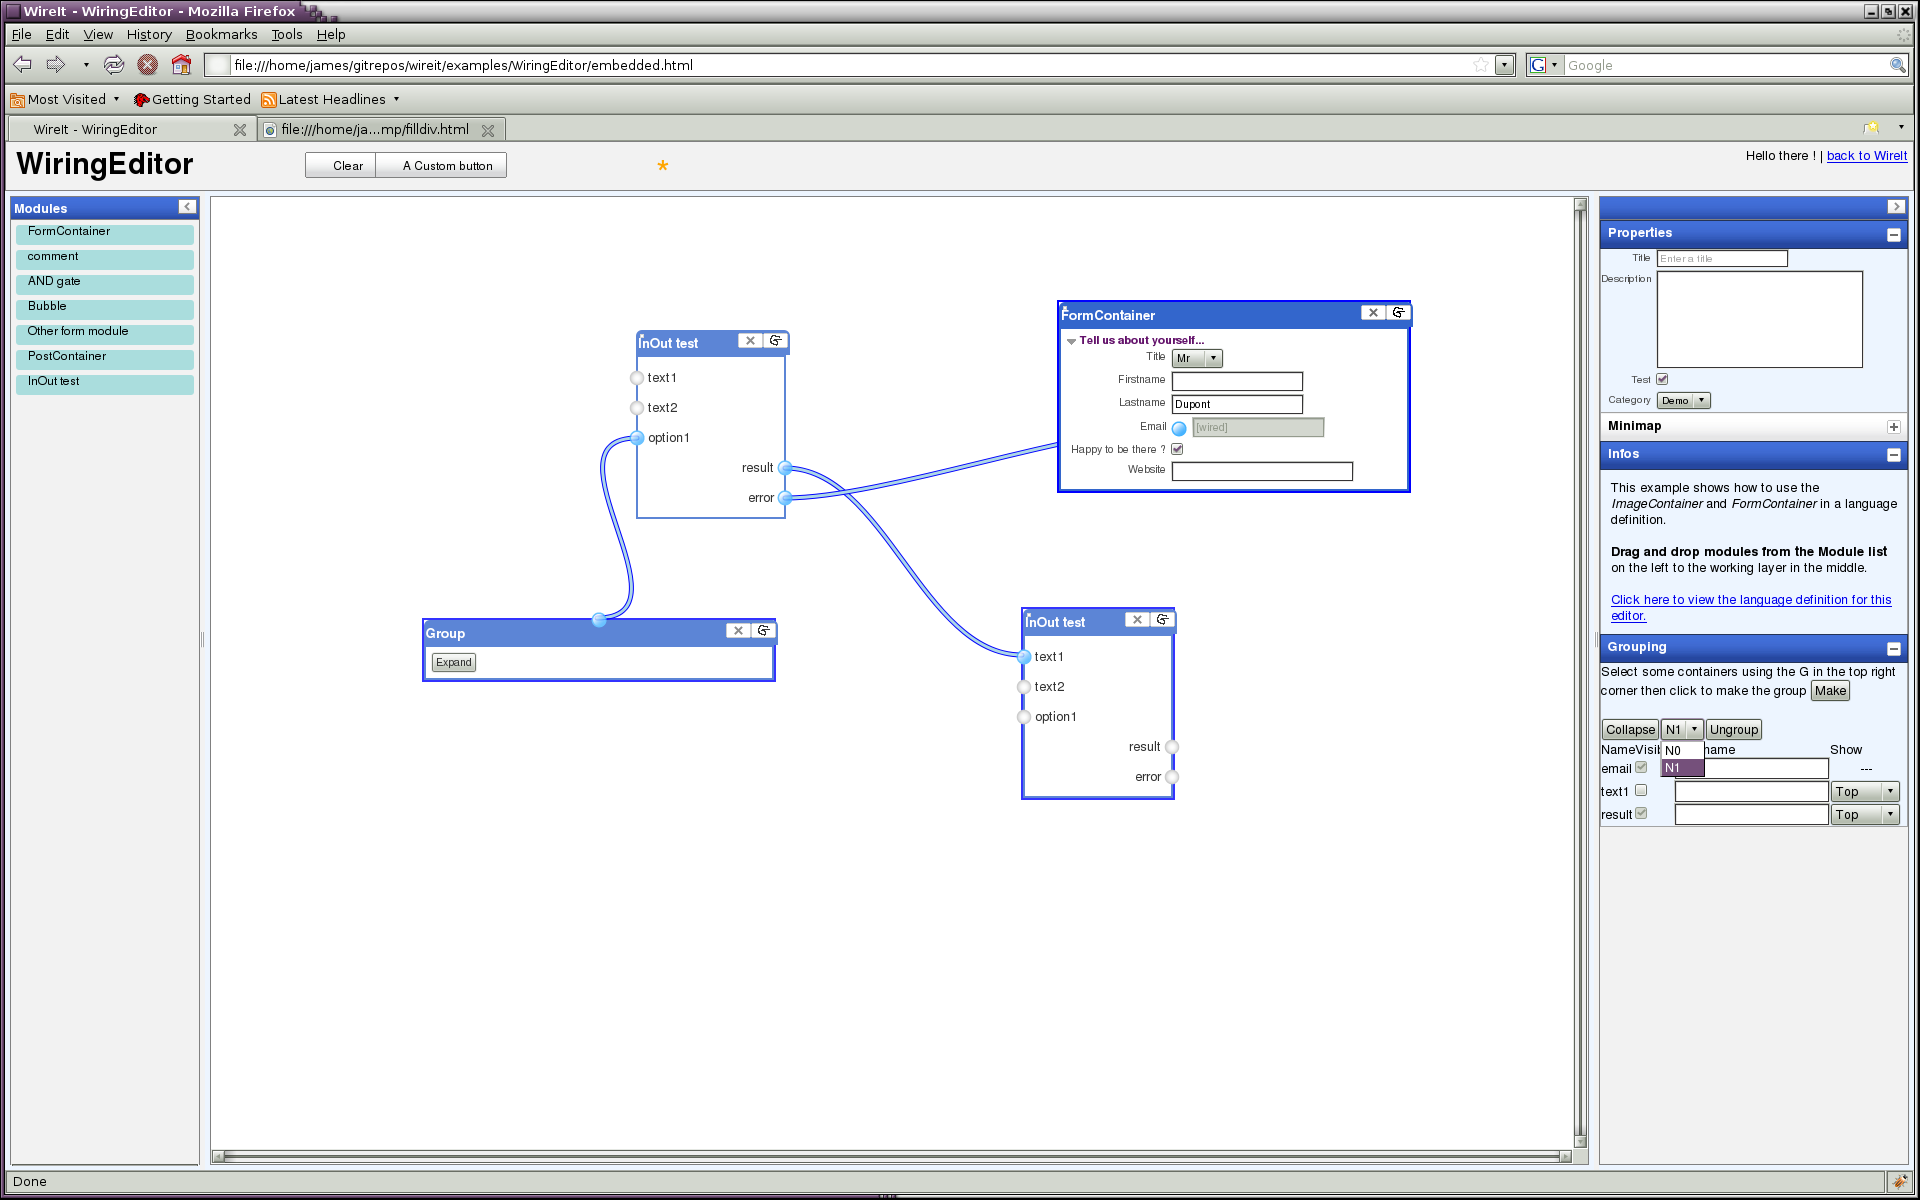 WireIt - WiringEditor - Mozilla Firefox
File Edit View History Bookmarks Tools Help
file:///home/james/gitrepos/wireit/examples/WiringEditor/embedded.html
G Google
Most Visited Getting Started Latest Headlines
WireIt - WiringEditor file:///home/ja...mp/filldiv.html
WiringEditor Clear A Custom button * Hello there ! | back to WireIt
Modules
FormContainer
comment
AND gate
Bubble
Other form module
PostContainer
InOut test
InOut test
text1
text2
option1
result
error
FormContainer
Tell us about yourself...
Title Mr
Firstname
Lastname Dupont
Email [wired]
Happy to be there ?
Website
Group
Expand
InOut test
text1
text2
option1
result
error
Properties
Title Enter a title
Description
Test
Category Demo
Minimap
Infos
This example shows how to use the
ImageContainer and FormContainer in a language
definition.
Drag and drop modules from the Module list
on the left to the working layer in the middle.
Click here to view the language definition for this
editor.
Grouping
Select some containers using the G in the top right
corner then click to make the group Make
Collapse N1 Ungroup
N0
N1
Name Show
email ---
text1 Top
result Top
Done